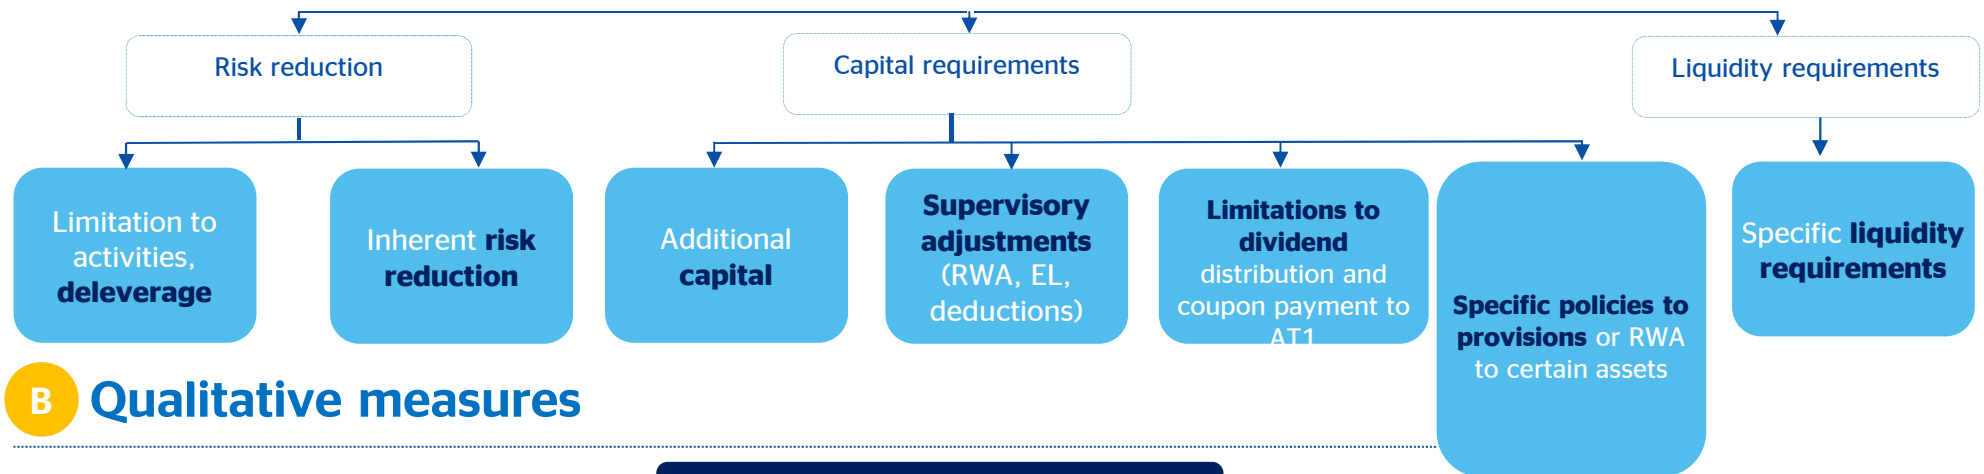 Risk reduction
Capital requirements
Liquidity requirements
Limitation to
activities,
deleverage
Inherent risk
reduction
Additional
capital
Supervisory
adjustments
(RWA, EL,
deductions)
Limitations to
dividend
distribution and
coupon payment to
AT1
Specific policies to
provisions or RWA
to certain assets
Specific liquidity
requirements
B Qualitative measures